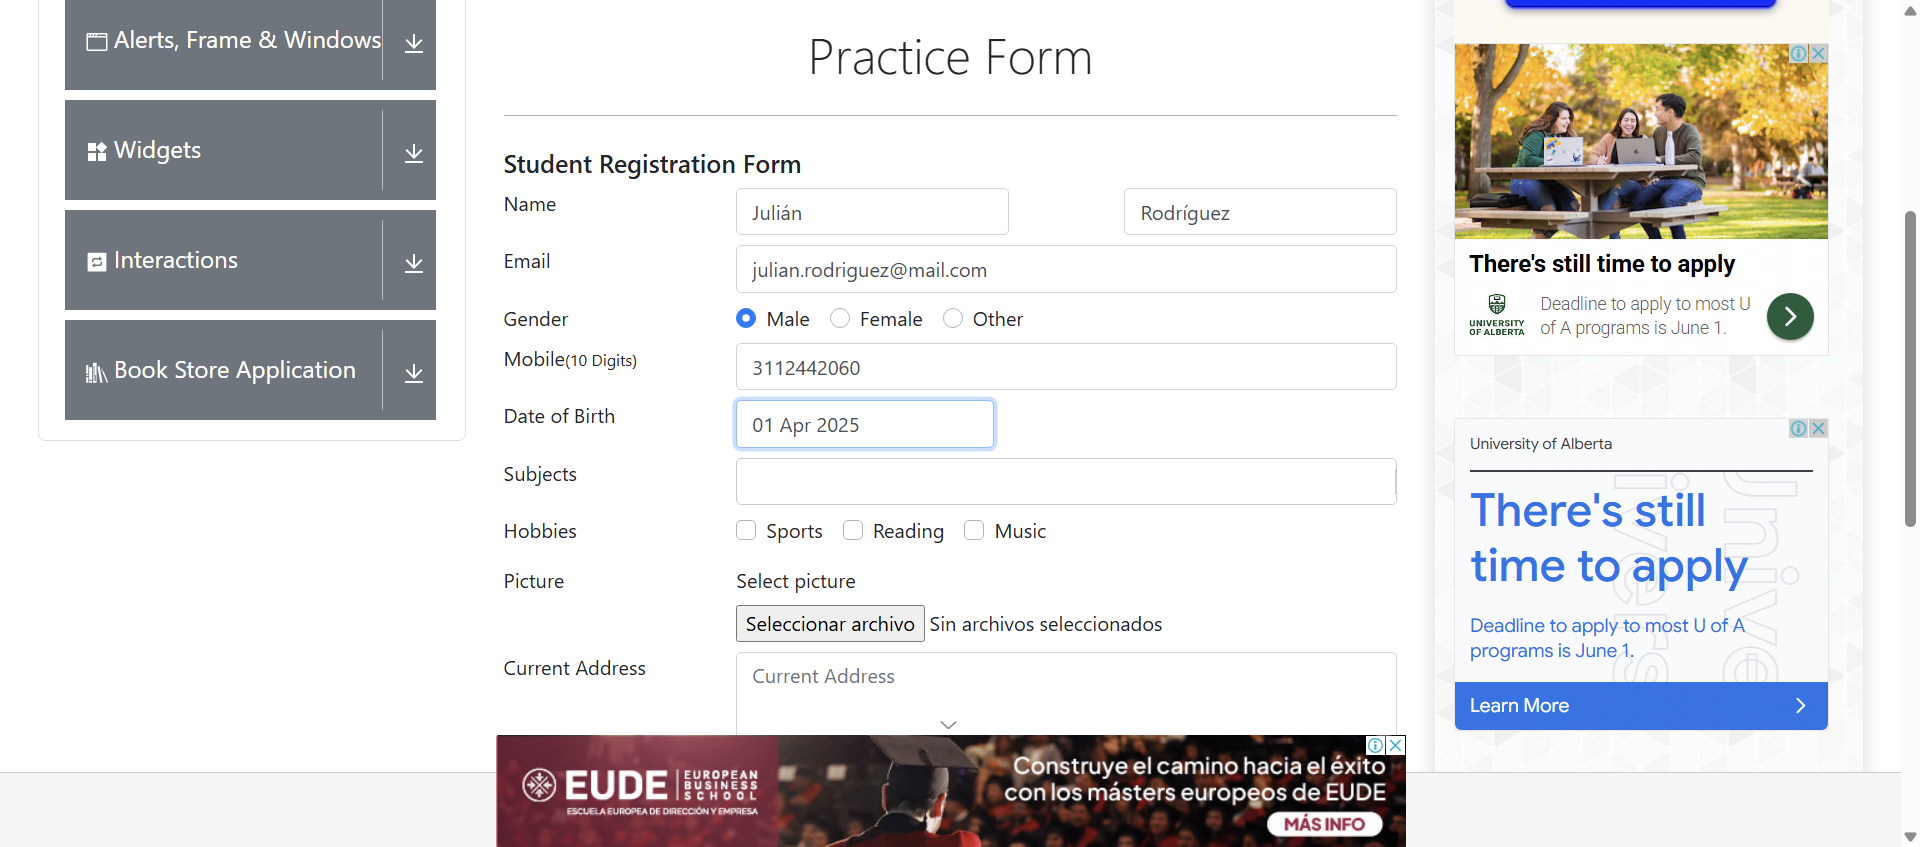 Alerts, Frame & Windows
Widgets
Interactions
Book Store Application
Practice Form
Student Registration Form
Name
Julián
Rodríguez
Email
julian.rodriguez@mail.com
Gender
Male
Female
Other
Mobile(10 Digits)
3112442060
Date of Birth
01 Apr 2025
Subjects
Hobbies
Sports
Reading
Music
Picture
Select picture
Seleccionar archivo
Sin archivos seleccionados
Current Address
Current Address
EUDE
EUROPEAN
BUSINESS
SCHOOL
ESCUELA EUROPEA DE DIRECCIÓN Y EMPRESA
Construye el camino hacia el éxito
con los másters europeos de EUDE
MÁS INFO
There's still time to apply
UNIVERSITY
OF ALBERTA
Deadline to apply to most U
of A programs is June 1.
University of Alberta
There's still
time to apply
Deadline to apply to most U of A
programs is June 1.
Learn More